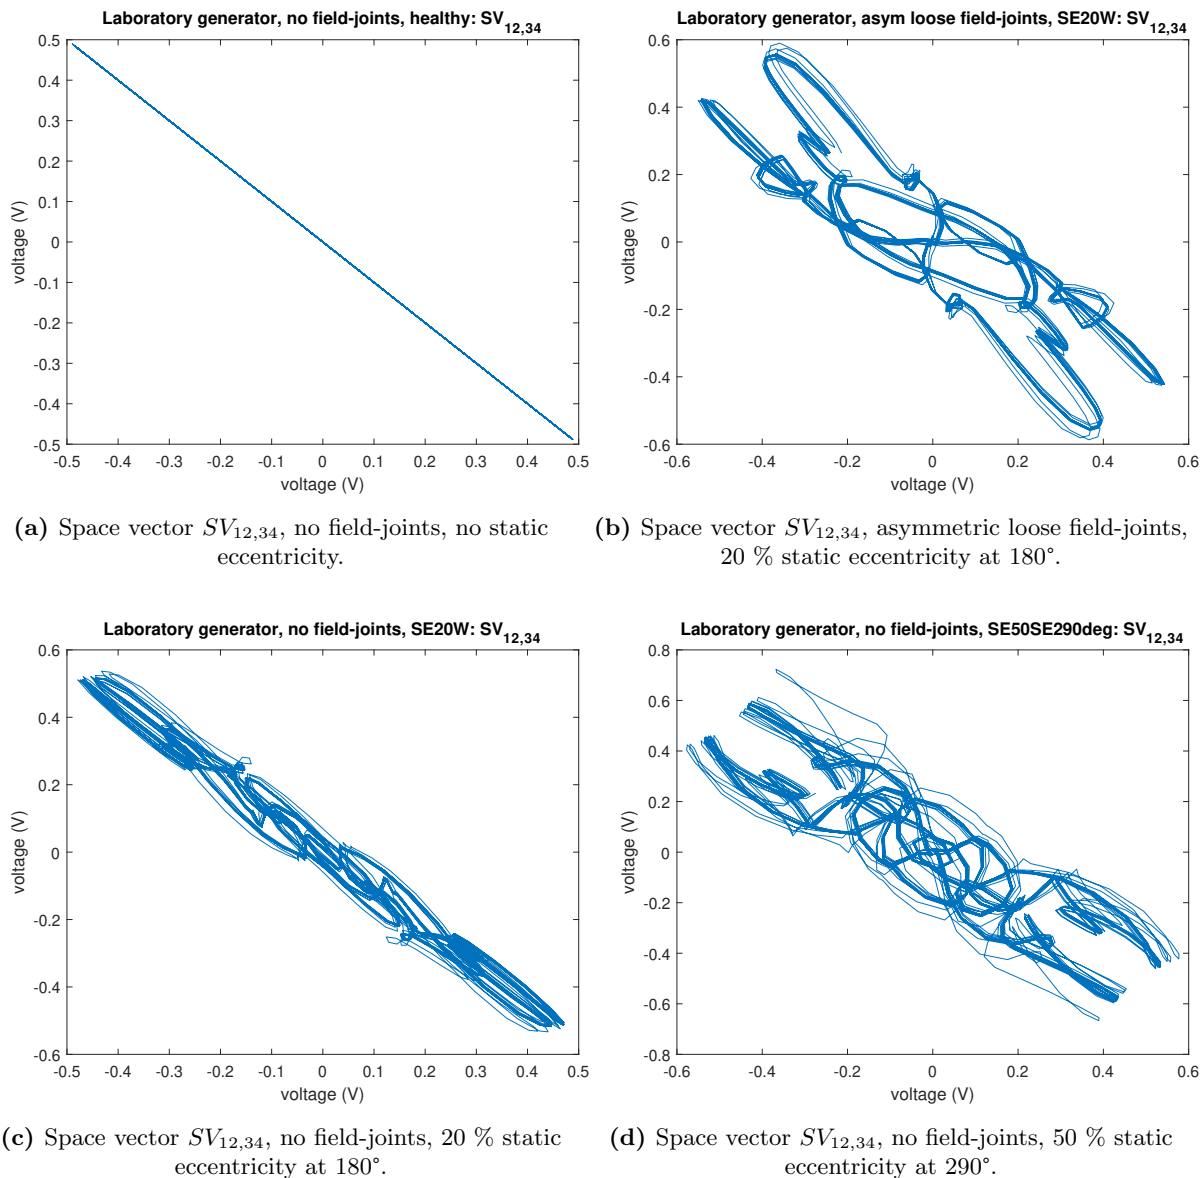 Laboratory generator, no field-joints, healthy: SV12,34
0.5
0.4
0.3
0.2
0.1
0
-0.1
-0.2
-0.3
-0.4
-0.5
voltage (V)
-0.5 -0.4 -0.3 -0.2 -0.1 0 0.1 0.2 0.3 0.4 0.5
voltage (V)
(a) Space vector SV12,34, no field-joints, no static
eccentricity.
Laboratory generator, asym loose field-joints, SE20W: SV12,34
0.6
0.4
0.2
0
-0.2
-0.4
-0.6
voltage (V)
-0.6 -0.4 -0.2 0 0.2 0.4 0.6
voltage (V)
(b) Space vector SV12,34, asymmetric loose field-joints,
20 % static eccentricity at 180°.
Laboratory generator, no field-joints, SE20W: SV12,34
0.6
0.4
0.2
0
-0.2
-0.4
-0.6
voltage (V)
-0.5 -0.4 -0.3 -0.2 -0.1 0 0.1 0.2 0.3 0.4 0.5
voltage (V)
(c) Space vector SV12,34, no field-joints, 20 % static
eccentricity at 180°.
Laboratory generator, no field-joints, SE50SE290deg: SV12,34
0.8
0.6
0.4
0.2
0
-0.2
-0.4
-0.6
-0.8
voltage (V)
-0.6 -0.4 -0.2 0 0.2 0.4 0.6
voltage (V)
(d) Space vector SV12,34, no field-joints, 50 % static
eccentricity at 290°.